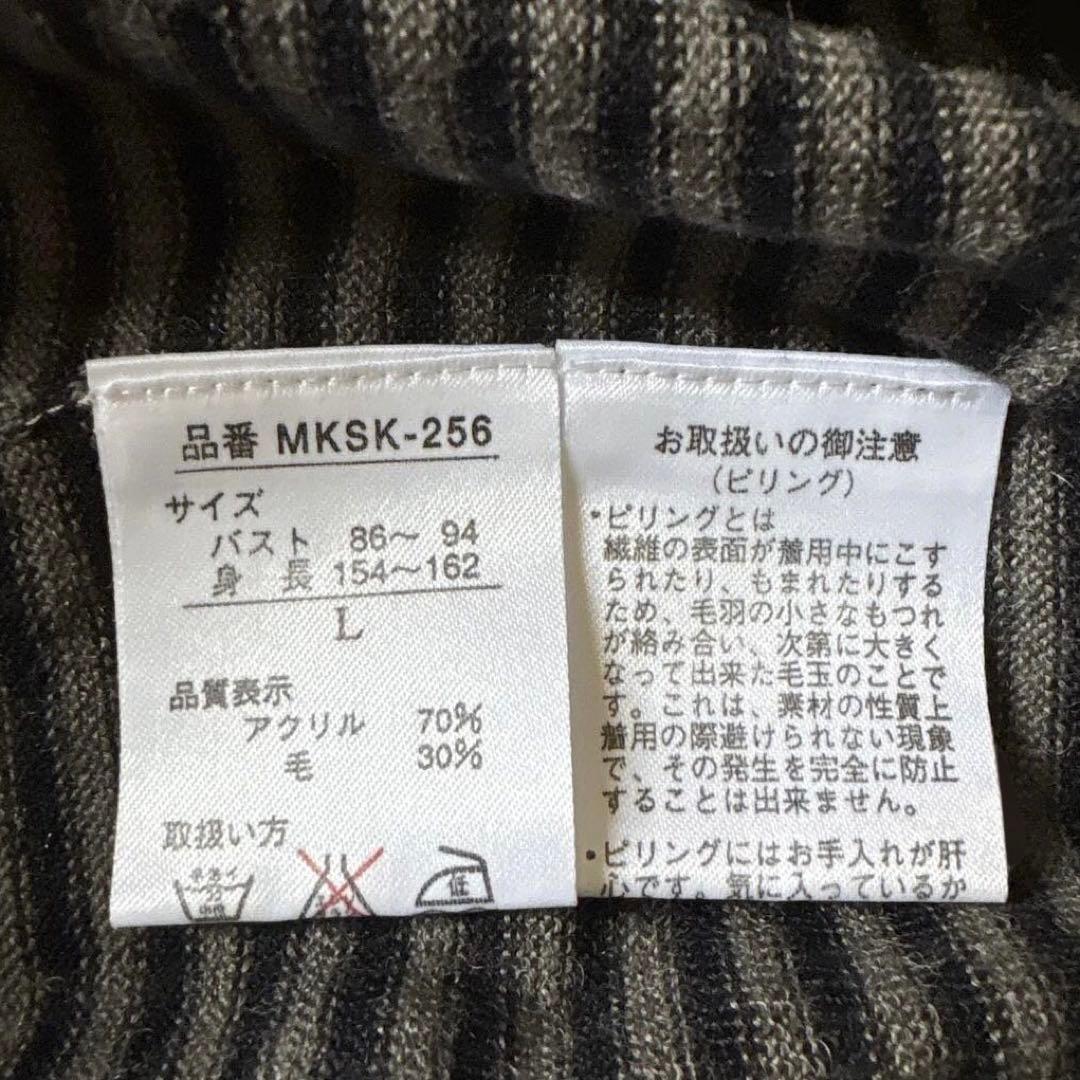 品番 MKSK-256
サイズ
バスト 86〜 94
身 長 154〜162
L
品質表示
アクリル 70%
毛 30%
取扱い方
低
お取扱いの御注意
(ピリング)
•ピリングとは
繊維の表面が着用中にこす
られたり、もまれたりする
ため、毛羽の小さなもつれ
が絡み合い、次第に大きく
なって出来た毛玉のことで
す。これは、素材の性質上
着用の際避けられない現象
で、その発生を完全に防止
することは出来ません。
•ピリングにはお手入れが肝
心です。気に入っているか